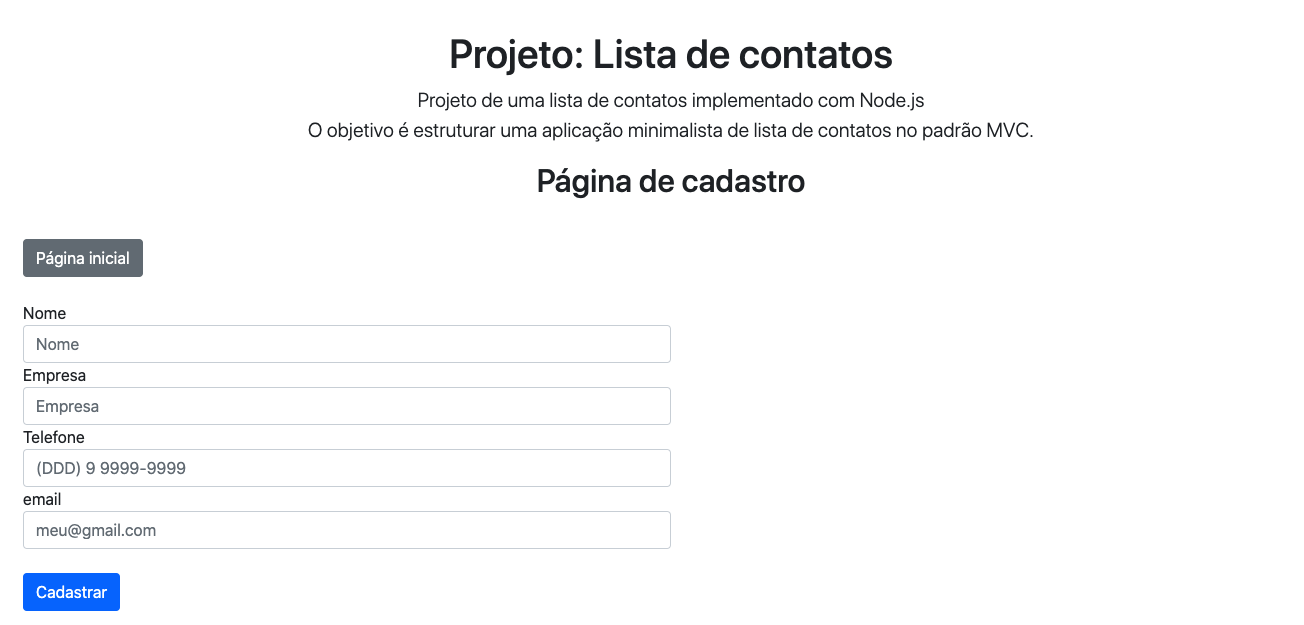 Projeto: Lista de contatos
Projeto de uma lista de contatos implementado com Node.js
O objetivo é estruturar uma aplicação minimalista de lista de contatos no padrão MVC.
Página de cadastro
Página inicial
Nome
Nome
Empresa
Empresa
Telefone
(DDD) 9 9999-9999
email
meu@gmail.com
Cadastrar